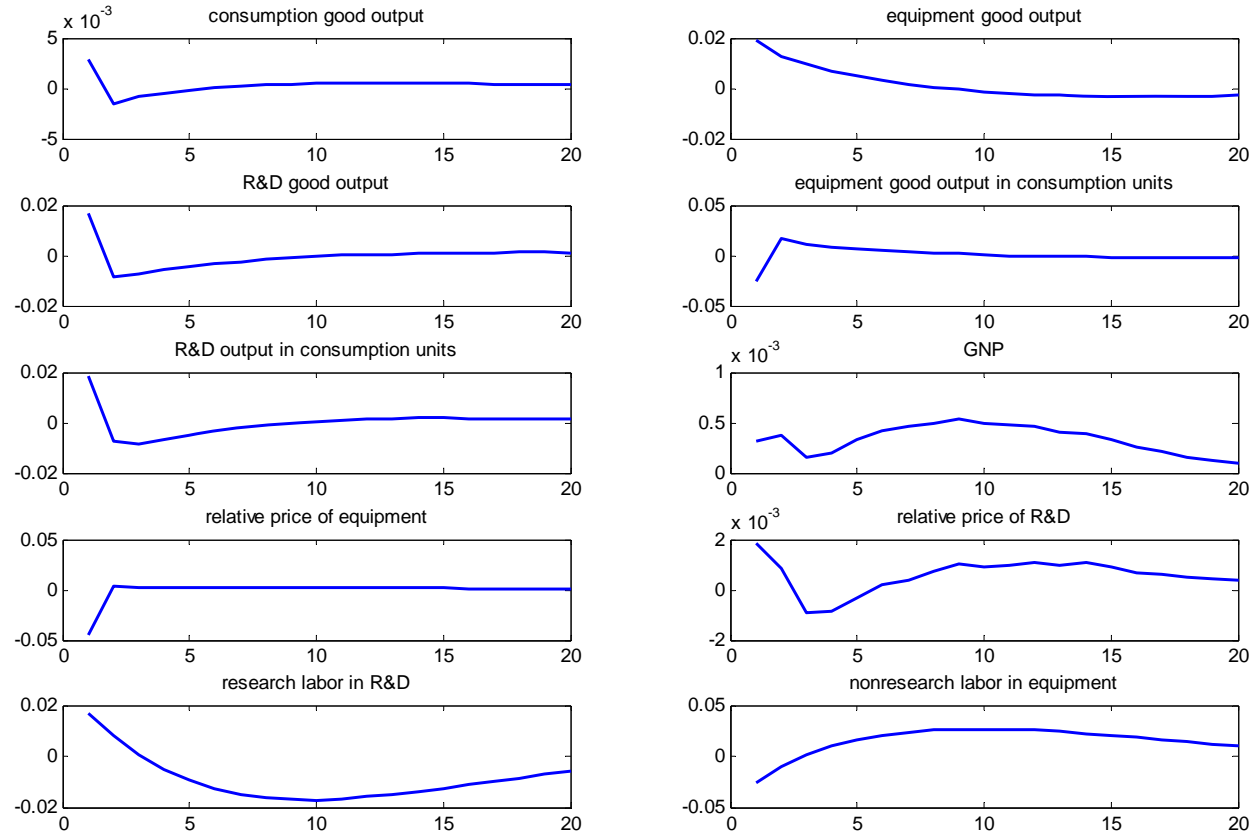 consumption good output
x 10-3
5
0
-5
0 5 10 15 20
equipment good output
0.02
0
-0.02
0 5 10 15 20
R&D good output
0.02
0
-0.02
0 5 10 15 20
equipment good output in consumption units
0.05
0
-0.05
0 5 10 15 20
R&D output in consumption units
0.02
0
-0.02
0 5 10 15 20
GNP
x 10-3
1
0.5
0
0 5 10 15 20
relative price of equipment
0.05
0
-0.05
0 5 10 15 20
relative price of R&D
x 10-3
2
0
-2
0 5 10 15 20
research labor in R&D
0.02
0
-0.02
0 5 10 15 20
nonresearch labor in equipment
0.05
0
-0.05
0 5 10 15 20